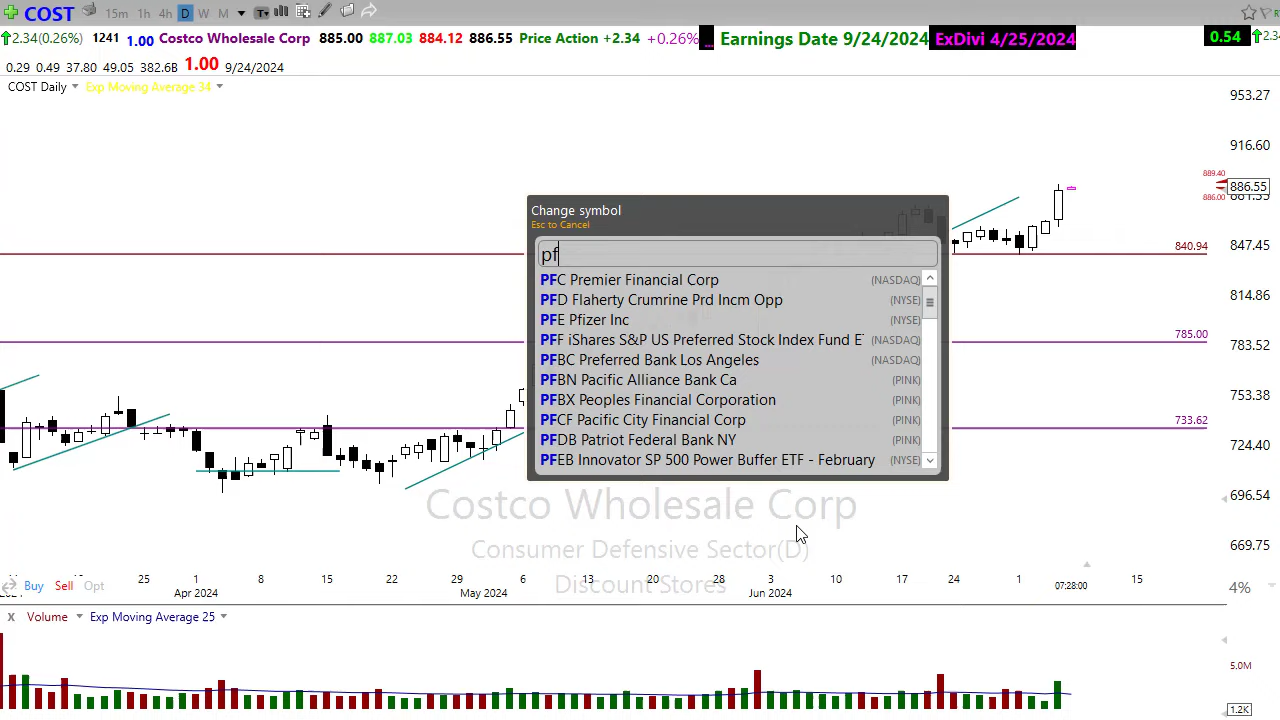 COST 15m 1h 4h D W M
2.34(0.26%) 1241 1.00 Costco Wholesale Corp 885.00 887.03 884.12 886.55 Price Action +2.34 +0.26% ... Earnings Date 9/24/2024 ExDivi 4/25/2024 0.54
0.29 0.49 37.80 49.05 382.6B 1.00 9/24/2024
COST Daily Exp Moving Average 34
953.27
916.60
889.40
886.55
886.00
847.45
840.94
814.86
785.00
783.52
753.38
733.62
724.40
696.54
669.75
Change symbol
Esc to Cancel
pf
PFC Premier Financial Corp (NASDAQ)
PFD Flaherty Crumrine Prd Incm Opp (NYSE)
PFE Pfizer Inc (NYSE)
PFF iShares S&P US Preferred Stock Index Fund E (NASDAQ)
PFBC Preferred Bank Los Angeles (NASDAQ)
PFBN Pacific Alliance Bank Ca (PINK)
PFBX Peoples Financial Corporation (PINK)
PFCF Pacific City Financial Corp (PINK)
PFDB Patriot Federal Bank NY (PINK)
PFEB Innovator SP 500 Power Buffer ETF - February (NYSE)
Costco Wholesale Corp
Consumer Defensive Sector(D)
Discount Stores
25 1 8 15 22 29 6 13 20 28 3 10 17 24 1 07:28:00 15
Apr 2024 May 2024 Jun 2024
Buy Sell Opt 4%
X Volume Exp Moving Average 25
5.0M
1.2K